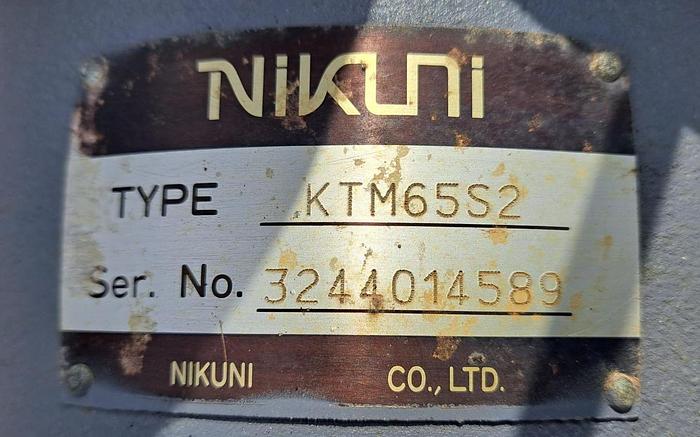 NIKUNI
TYPE KTM65S2
Ser. No. 3244014589
NIKUNI CO., LTD.